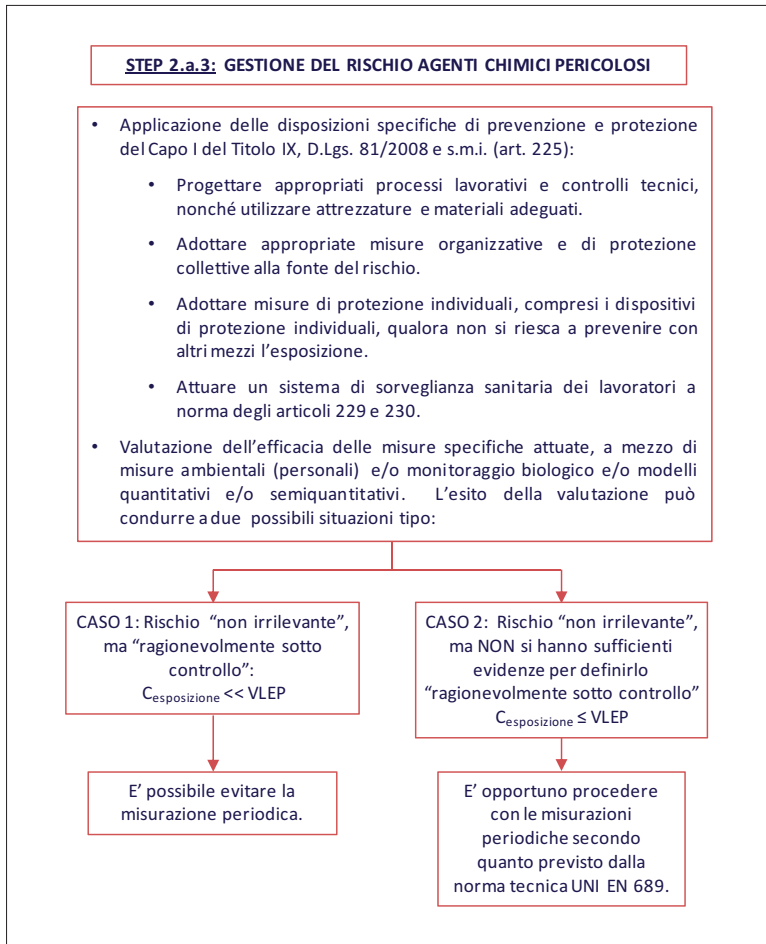 STEP 2.a.3: GESTIONE DEL RISCHIO AGENTI CHIMICI PERICOLOSI
• Applicazione delle disposizioni specifiche di prevenzione e protezione
del Capo I del Titolo IX, D.Lgs. 81/2008 e s.m.i. (art. 225):
• Progettare appropriati processi lavorativi e controlli tecnici,
nonché utilizzare attrezzature e materiali adeguati.
• Adottare appropriate misure organizzative e di protezione
collettive alla fonte del rischio.
• Adottare misure di protezione individuali, compresi i dispositivi
di protezione individuali, qualora non si riesca a prevenire con
altri mezzi l'esposizione.
• Attuare un sistema di sorveglianza sanitaria dei lavoratori a
norma degli articoli 229 e 230.
• Valutazione dell'efficacia delle misure specifiche attuate, a mezzo di
misure ambientali (personali) e/o monitoraggio biologico e/o modelli
quantitativi e/o semiquantitativi. L'esito della valutazione può
condurre a due possibili situazioni tipo:
CASO 1: Rischio "non irrilevante",
ma "ragionevolmente sotto
controllo":
Cesposizione << VLEP
E' possibile evitare la
misurazione periodica.
CASO 2: Rischio "non irrilevante",
ma NON si hanno sufficienti
evidenze per definirlo
"ragionevolmente sotto controllo"
Cesposizione ≤ VLEP
E' opportuno procedere
con le misurazioni
periodiche secondo
quanto previsto dalla
norma tecnica UNI EN 689.